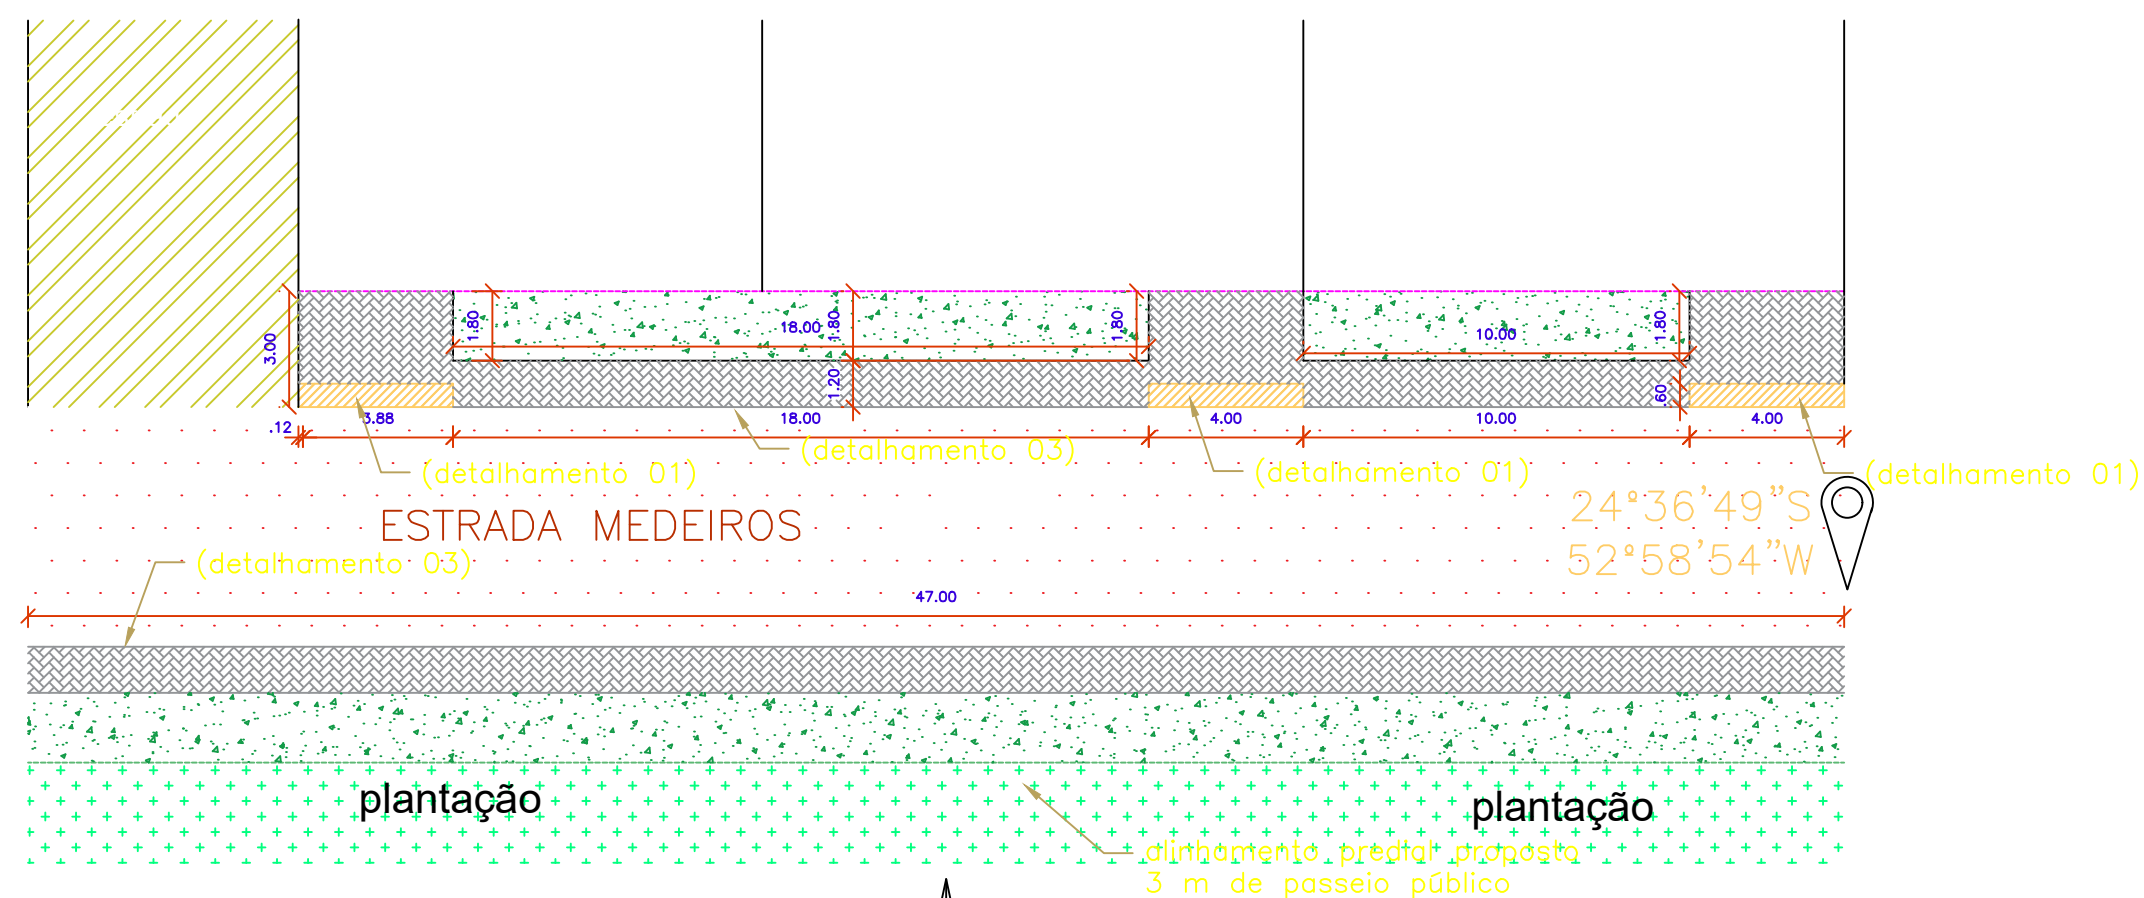 3.00
1.80
18.00
1.80
1.80
10.00
1.80
1.20
.60
.12
3.88
18.00
4.00
10.00
4.00
(detalhamento 03)
(detalhamento 01)
(detalhamento 01)
(detalhamento 01)
24°36'49"S
ESTRADA MEDEIROS
52°58'54"W
(detalhamento 03)
47.00
plantação
plantação
alinhamento predial proposto
3 m de passeio público